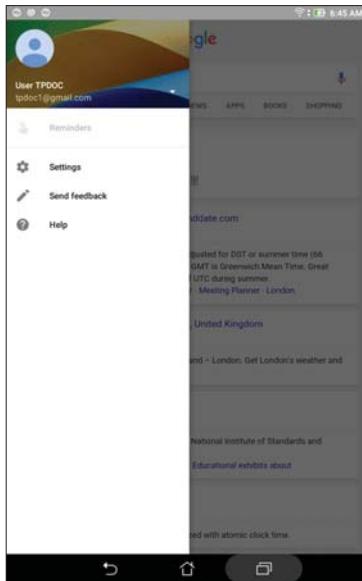 6:45 AM
gle
User TPDOC
tpdoc1@gmail.com
EWS APPS BOOKS SHOPPING
Reminders
Settings
Send feedback
Help
nddate.com
djusted for DST or summer time (66
GMT is Greenwich Mean Time. Great
UTC during summer.
Meeting Planner · London,
, United Kingdom
and – London. Get London's weather and
National Institute of Standards and
Educational exhibits about
ed with atomic clock time.